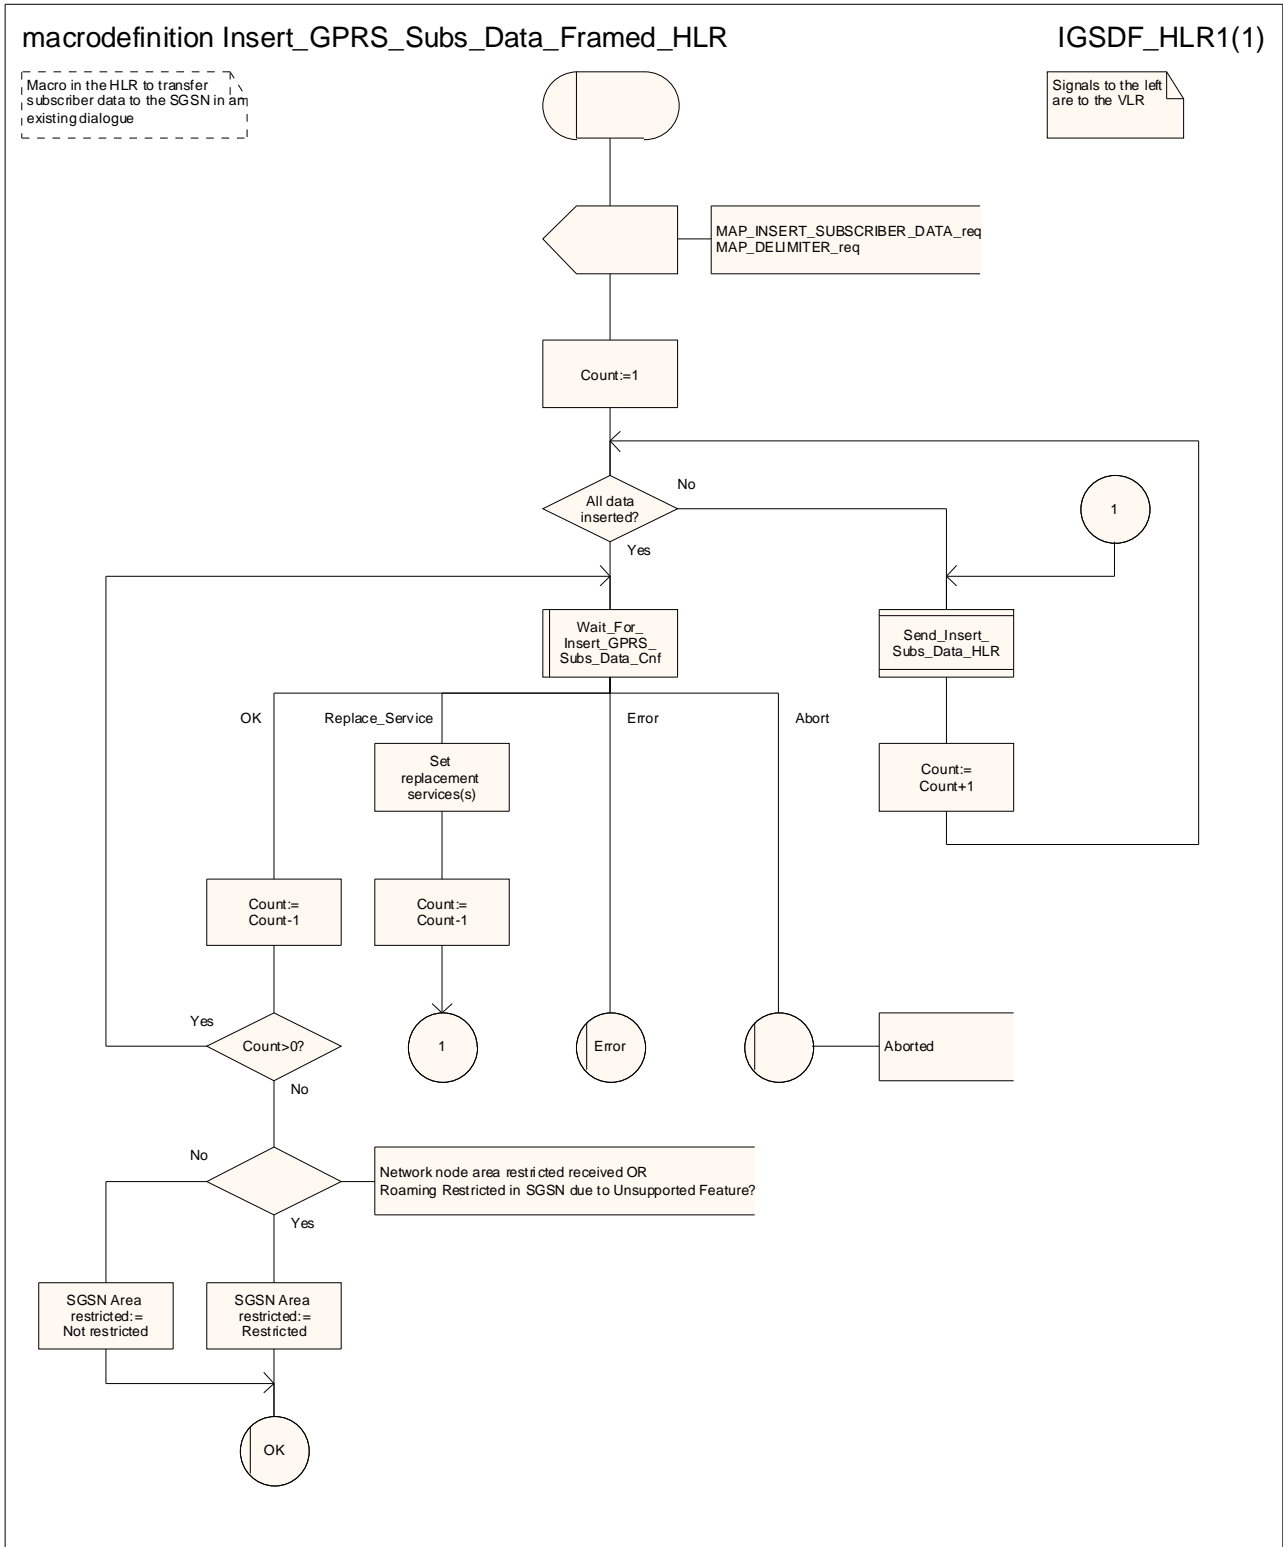 macrodefinition Insert_GPRS_Subs_Data_Framed_HLR
IGSDF_HLR1(1)
Macro in the HLR to transfer
subscriber data to the SGSN in an
existing dialogue
Signals to the left
are to the VLR
MAP_INSERT_SUBSCRIBER_DATA_req
MAP_DELIMITER_req
Count:=1
No
All data
inserted?
1
Yes
Wait_For_
Insert_GPRS_
Subs_Data_Cnf
Send_Insert_
Subs_Data_HLR
OK
Replace_Service
Error
Abort
Set
replacement
services(s)
Count:=
Count+1
Count:=
Count-1
Count:=
Count-1
Yes
Count>0?
1
Error
Aborted
No
No
Network node area restricted received OR
Roaming Restricted in SGSN due to Unsupported Feature?
Yes
SGSN Area
restricted:=
Not restricted
SGSN Area
restricted:=
Restricted
OK